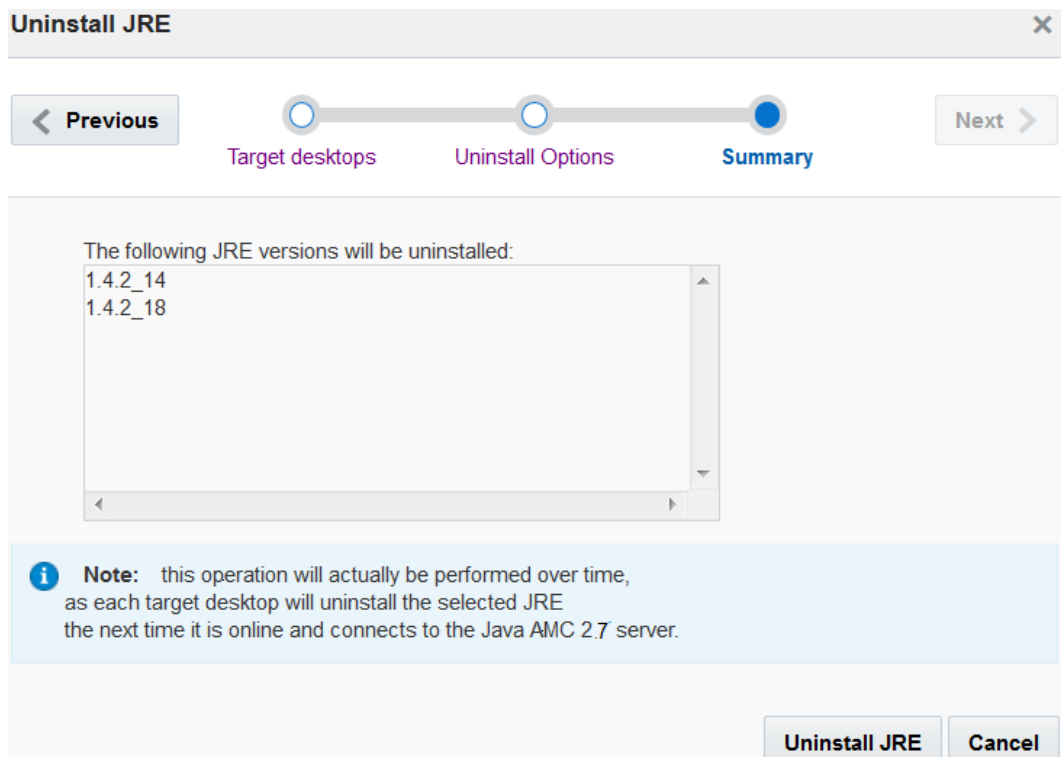 Uninstall JRE
Previous
Next
Target desktops
Uninstall Options
Summary
The following JRE versions will be uninstalled:
1.4.2_14
1.4.2_18
Note: this operation will actually be performed over time,
as each target desktop will uninstall the selected JRE
the next time it is online and connects to the Java AMC 2.7 server.
Uninstall JRE
Cancel